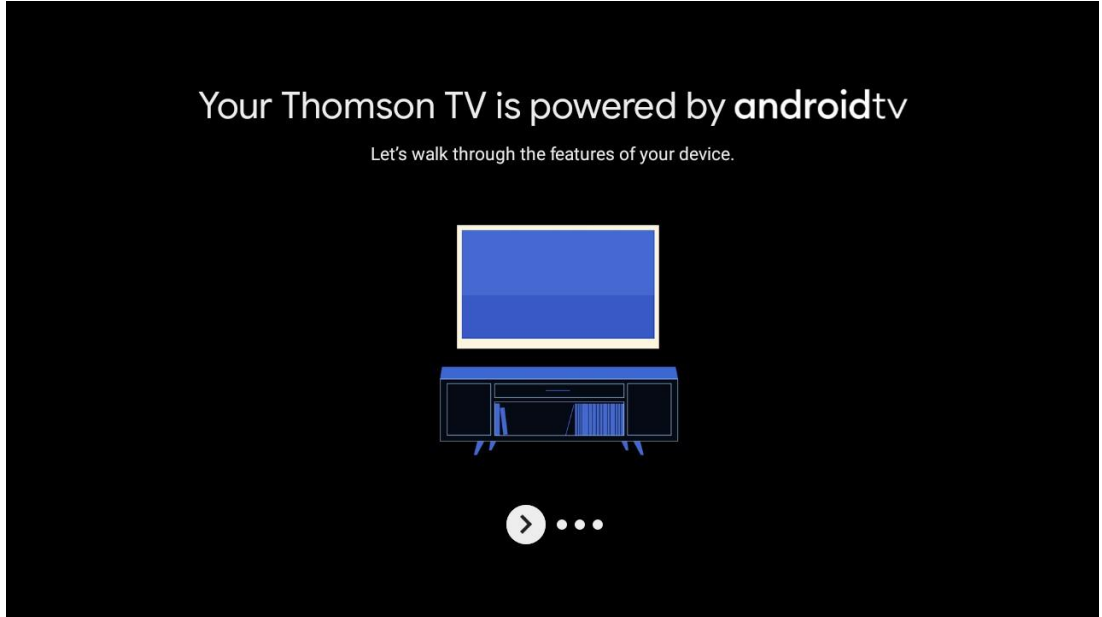 Your Thomson TV is powered by androidtv
Let's walk through the features of your device.